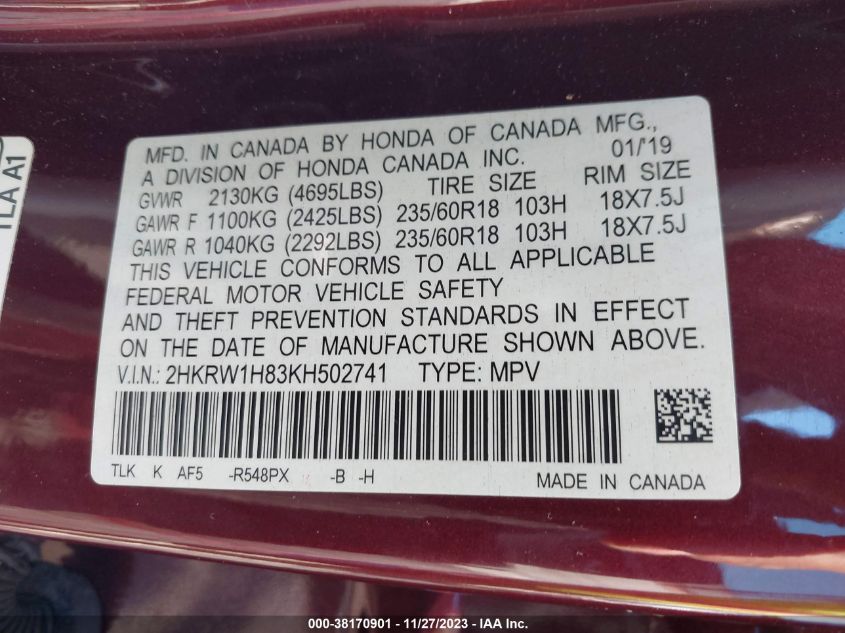 TLA A1
MFD. IN CANADA BY HONDA OF CANADA MFG.,
A DIVISION OF HONDA CANADA INC. 01/'19
GVWR 2130KG (4695LBS) TIRE SIZE RIM SIZE
GAWR F 1100KG (2425LBS) 235/60R18 103H 18X7.5J
GAWR R 1040KG (2292LBS) 235/60R18 103H 18X7.5J
THIS VEHICLE CONFORMS TO ALL APPLICABLE
FEDERAL MOTOR VEHICLE SAFETY
AND THEFT PREVENTION STANDARDS IN EFFECT
ON THE DATE OF MANUFACTURE SHOWN ABOVE.
V.I.N.: 2HKRW1H83KH502741 TYPE: MPV
TLK K AF5 -R548PX -B -H MADE IN CANADA
000-38170901 - 11/27/2023 - IAA Inc.